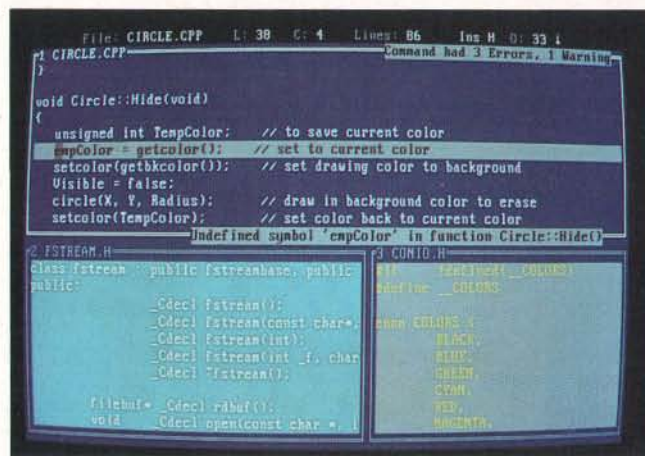 File: CIRCLE.CPP L: 38 C: 4 Lines: 86 Ins H O: 33 ↓
1 CIRCLE.CPP Command had 3 Errors, 1 Warning
}
void Circle::Hide(void)
{
unsigned int TempColor; // to save current color
empColor = getcolor(); // set to current color
setcolor(getbkcolor()); // set drawing color to background
Visible = false;
circle(X, Y, Radius); // draw in background color to erase
setcolor(TempColor); // set color back to current color
Undefined symbol 'empColor' in function Circle::Hide()
2 FSTREAM.H
class fstream : public fstreambase, public
public:
_Cdecl fstream();
_Cdecl fstream(const char*,
_Cdecl fstream(int);
_Cdecl fstream(int _f, char
_Cdecl ~fstream();
filebuf* _Cdecl rdbuf();
void _Cdecl open(const char *, i
3 CONIO.H
#if !defined(__COLORS)
#define __COLORS
enum COLORS {
BLACK,
BLUE,
GREEN,
CYAN,
RED,
MAGENTA,